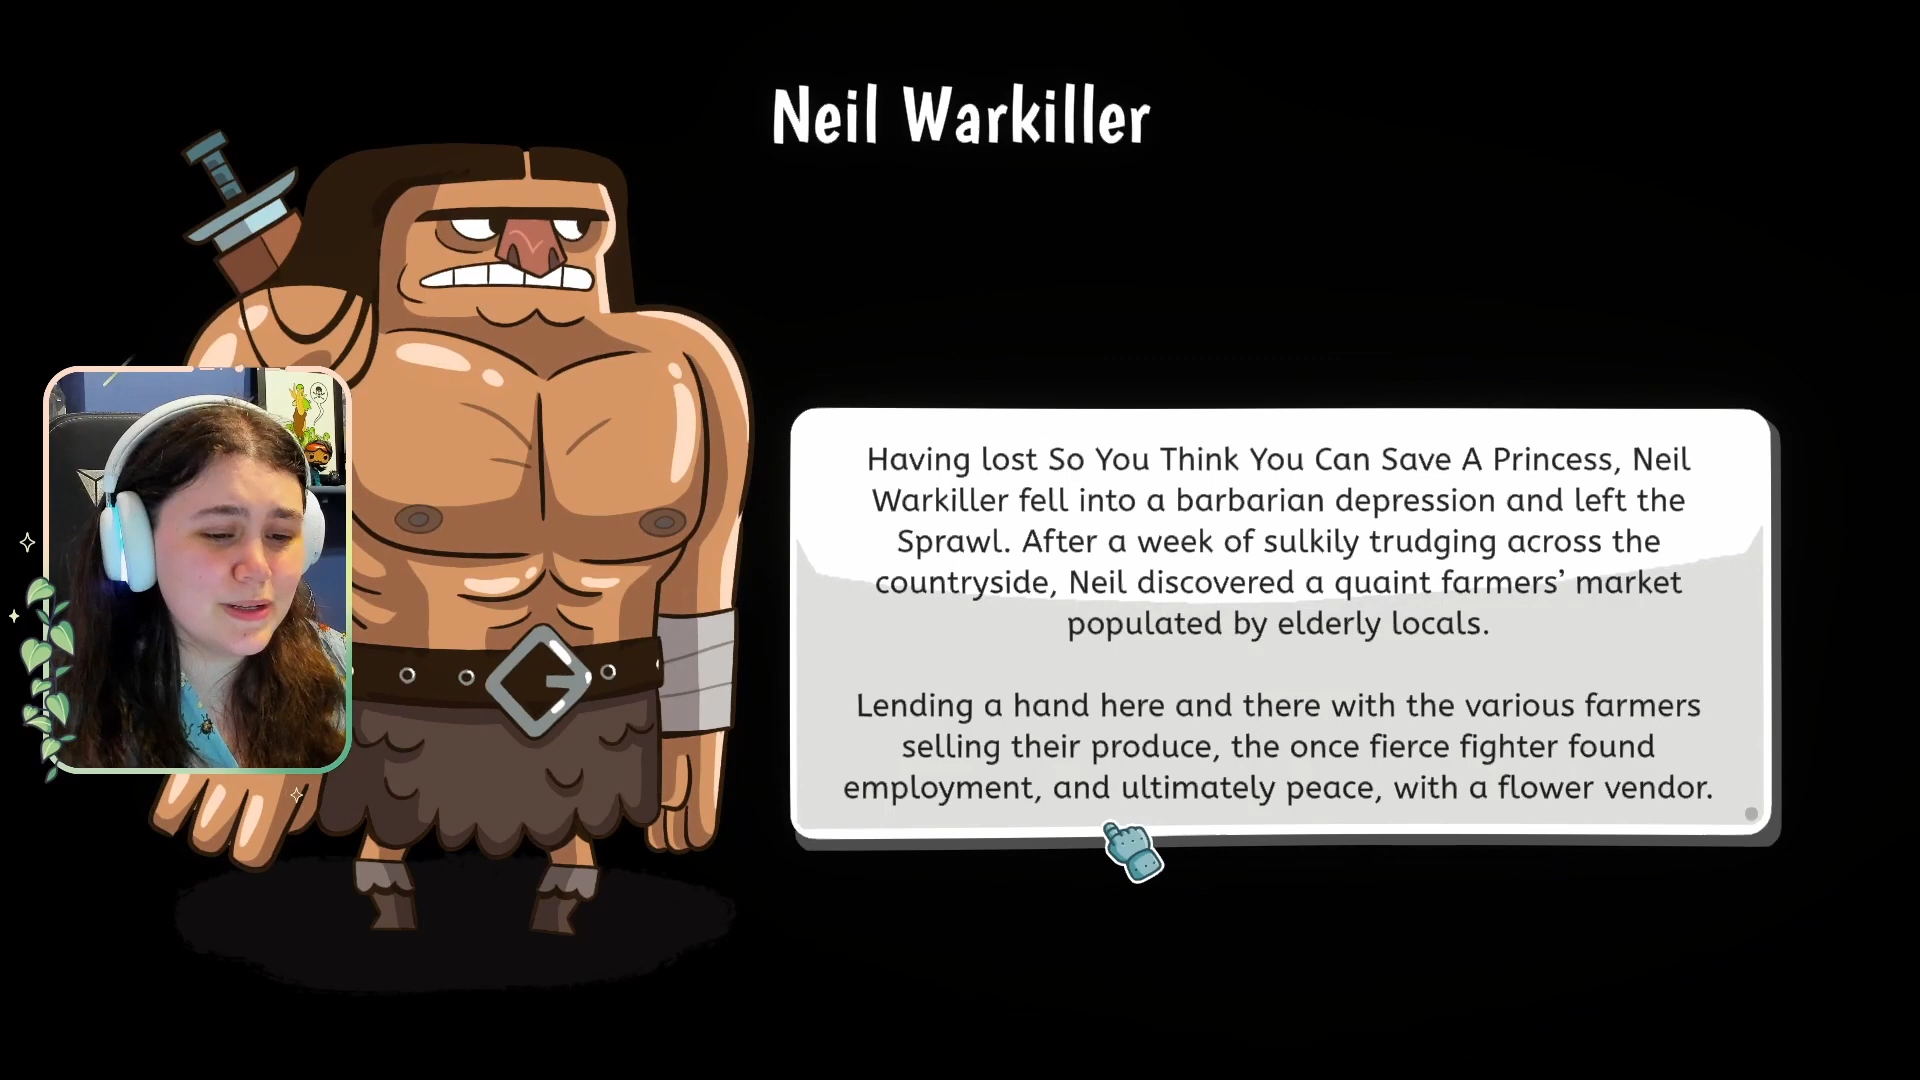 Neil Warkiller
Having lost So You Think You Can Save A Princess, Neil
Warkiller fell into a barbarian depression and left the
Sprawl. After a week of sulkily trudging across the
countryside, Neil discovered a quaint farmers’ market
populated by elderly locals.
Lending a hand here and there with the various farmers
selling their produce, the once fierce fighter found
employment, and ultimately peace, with a flower vendor.